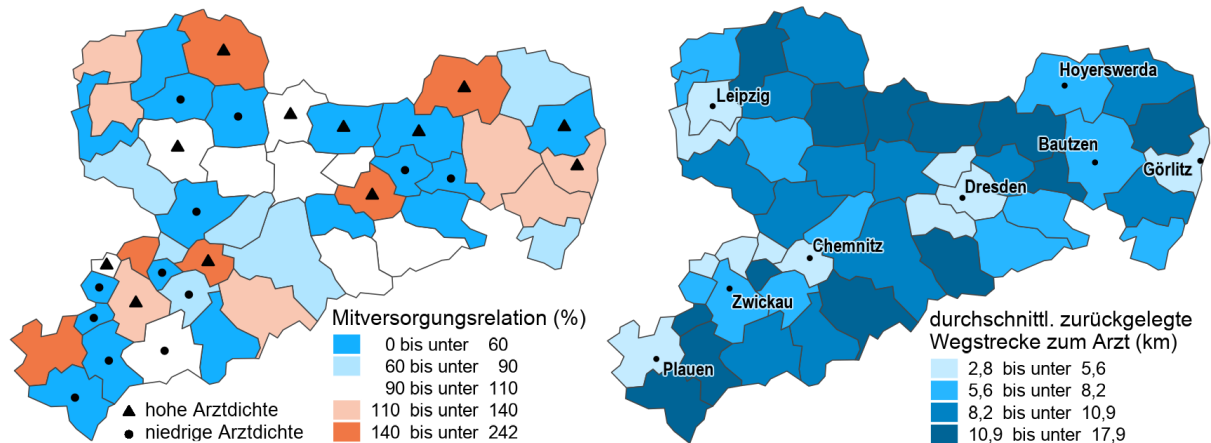 Mitversorgungsrelation (%)
0 bis unter 60
60 bis unter 90
90 bis unter 110
110 bis unter 140
140 bis unter 242
hohe Arztdichte
niedrige Arztdichte
Hoyerswerda
Leipzig
Bautzen
Görlitz
Dresden
Chemnitz
Zwickau
Plauen
durchschnittl. zurückgelegte
Wegstrecke zum Arzt (km)
2,8 bis unter 5,6
5,6 bis unter 8,2
8,2 bis unter 10,9
10,9 bis unter 17,9